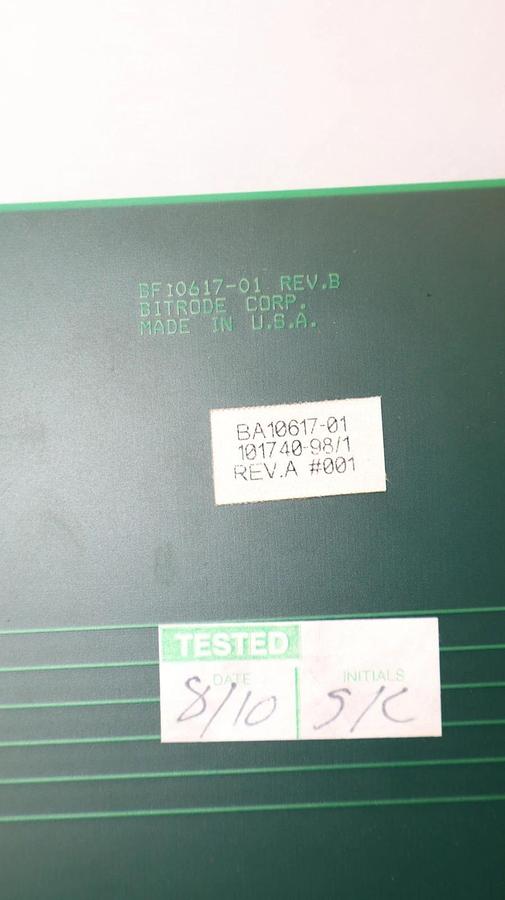 BF10617-01 REV.B
BITRODE CORP.
MADE IN U.S.A.
BA10617-01
101740-98/1
REV.A #001
TESTED
DATE INITIALS
8/10 S/C